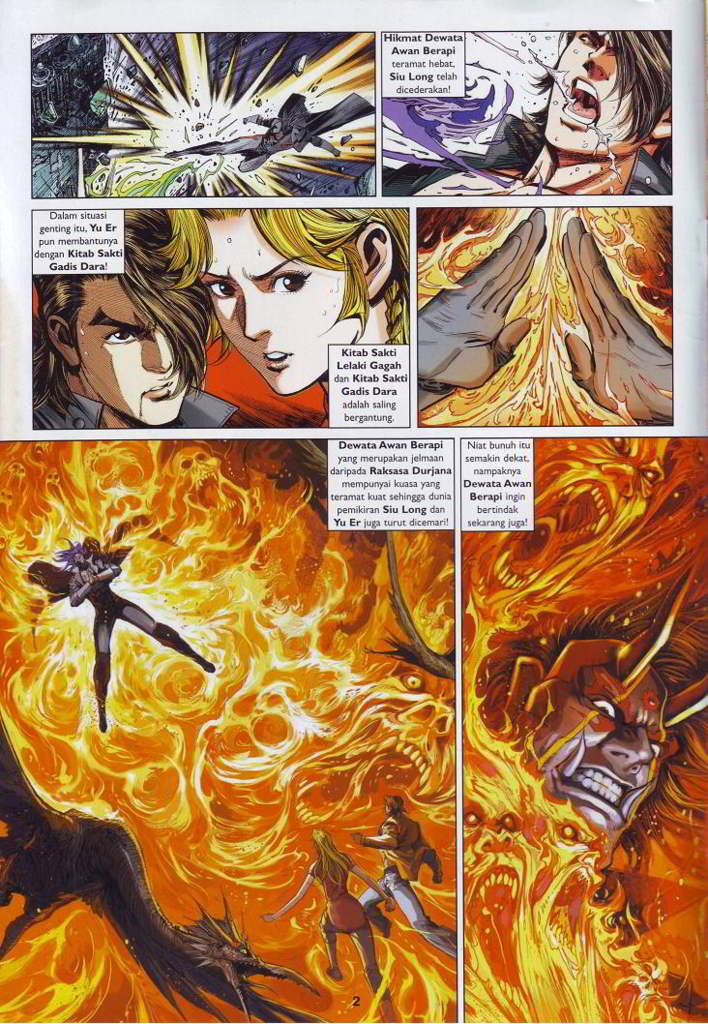 Hikmat Dewata
Awan Berapi
teramat hebat,
Siu Long telah
dicederakan!
Dalam situasi
genting itu, Yu Er
pun membantunya
dengan Kitab Sakti
Gadis Dara!
Kitab Sakti
Lelaki Gagah
dan Kitab Sakti
Gadis Dara
adalah saling
bergantung.
Dewata Awan Berapi
yang merupakan jelmaan
daripada Raksasa Durjana
mempunyai kuasa yang
teramat kuat sehingga dunia
pemikiran Siu Long dan
Yu Er juga turut dicemari!
Niat bunuh itu
semakin dekat,
nampaknya
Dewata Awan
Berapi ingin
bertindak
sekarang juga!
2